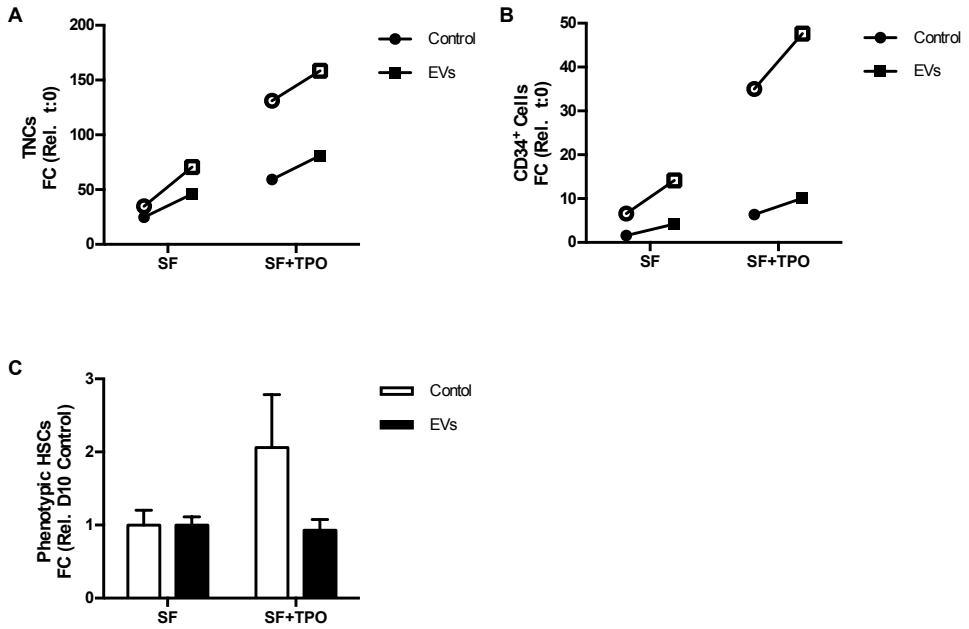 A
TNCs
FC (Rel. t:0)
200
150
100
50
0
SF
SF+TPO
Control
EVs
B
CD34+ Cells
FC (Rel. t:0)
50
40
30
20
10
0
SF
SF+TPO
Control
EVs
C
Phenotypic HSCs
FC (Rel. D10 Control)
3
2
1
0
SF
SF+TPO
Contol
EVs